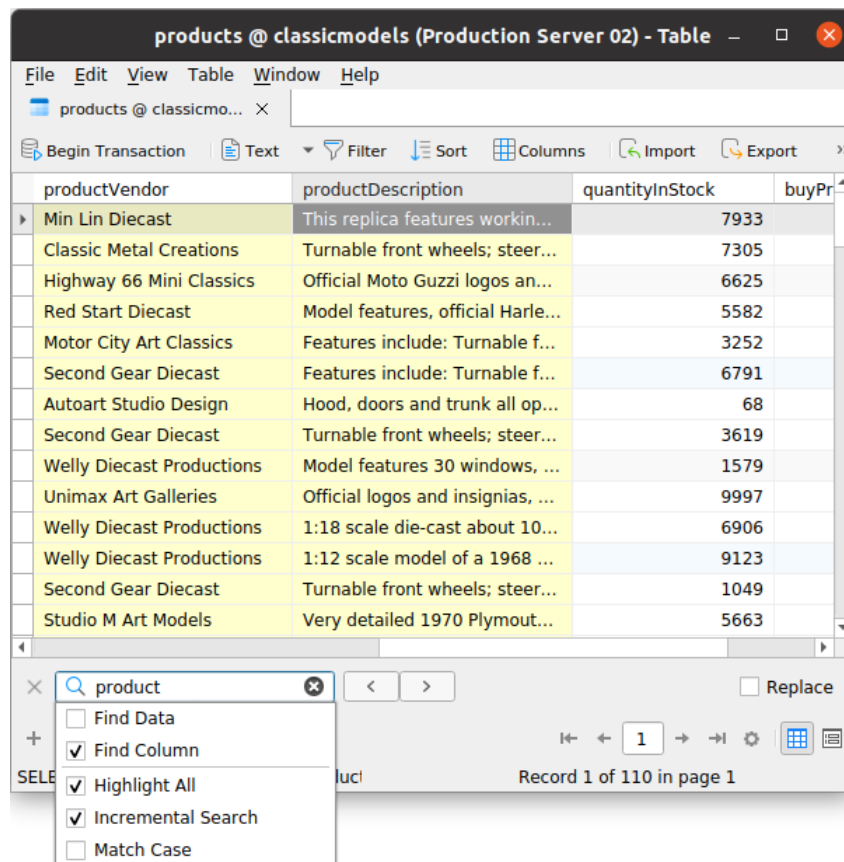 products @ classicmodels (Production Server 02) - Table
File Edit View Table Window Help
products @ classicmo...
Begin Transaction Text Filter Sort Columns Import Export
productVendor productDescription quantityInStock buyPr
Min Lin Diecast This replica features workin... 7933
Classic Metal Creations Turnable front wheels; steer... 7305
Highway 66 Mini Classics Official Moto Guzzi logos an... 6625
Red Start Diecast Model features, official Harle... 5582
Motor City Art Classics Features include: Turnable f... 3252
Second Gear Diecast Features include: Turnable f... 6791
Autoart Studio Design Hood, doors and trunk all op... 68
Second Gear Diecast Turnable front wheels; steer... 3619
Welly Diecast Productions Model features 30 windows, ... 1579
Unimax Art Galleries Official logos and insignias, ... 9997
Welly Diecast Productions 1:18 scale die-cast about 10... 6906
Welly Diecast Productions 1:12 scale model of a 1968 ... 9123
Second Gear Diecast Turnable front wheels; steer... 1049
Studio M Art Models Very detailed 1970 Plymout... 5663
product Replace
Find Data
1
Find Column
Record 1 of 110 in page 1
Highlight All
Incremental Search
Match Case